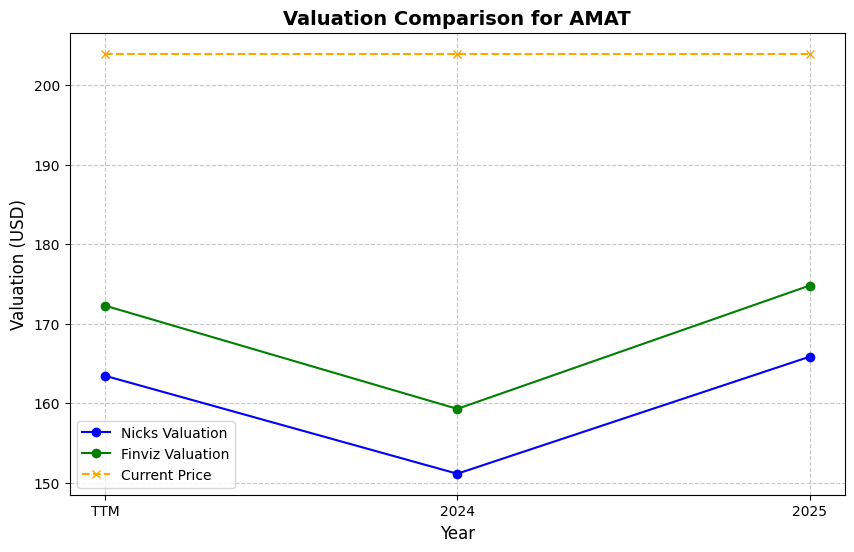 Valuation Comparison for AMAT
Valuation (USD)
200
190
180
170
160
150
Nicks Valuation
Finviz Valuation
Current Price
TTM
2024
2025
Year